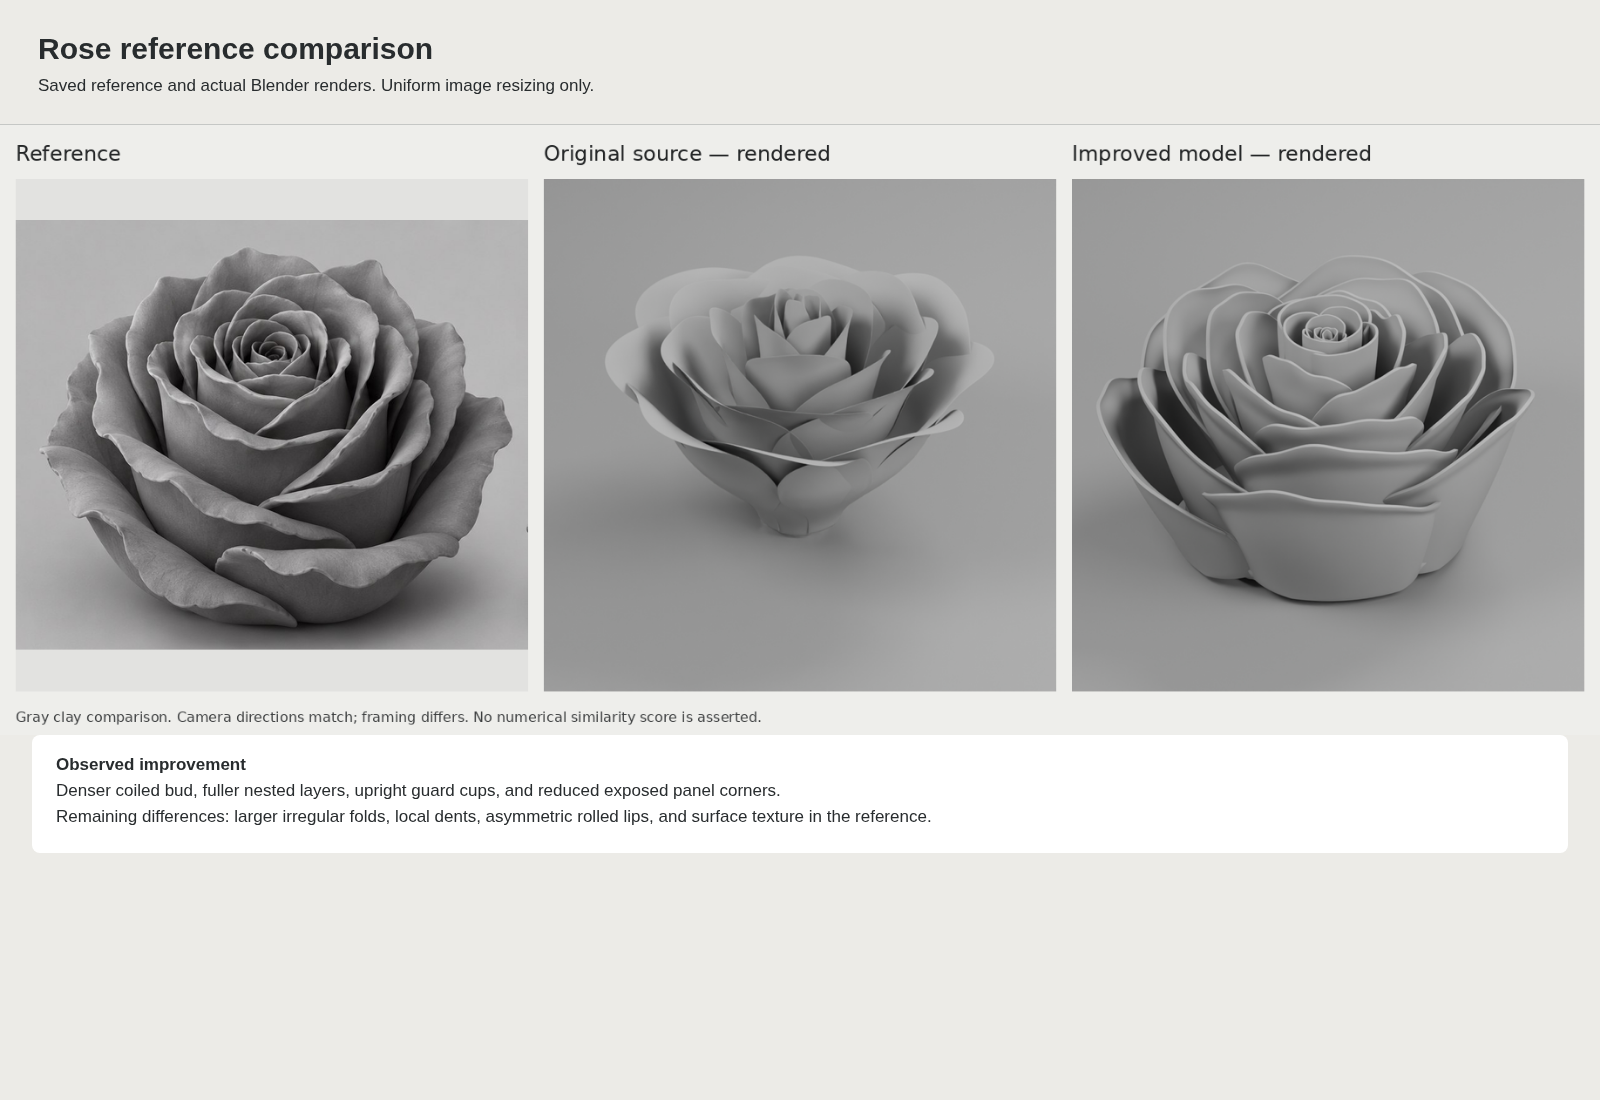 Rose reference comparison
Saved reference and actual Blender renders. Uniform image resizing only.
Reference
Original source — rendered
Improved model — rendered
Gray clay comparison. Camera directions match; framing differs. No numerical similarity score is asserted.
Observed improvement
Denser coiled bud, fuller nested layers, upright guard cups, and reduced exposed panel corners.
Remaining differences: larger irregular folds, local dents, asymmetric rolled lips, and surface texture in the reference.